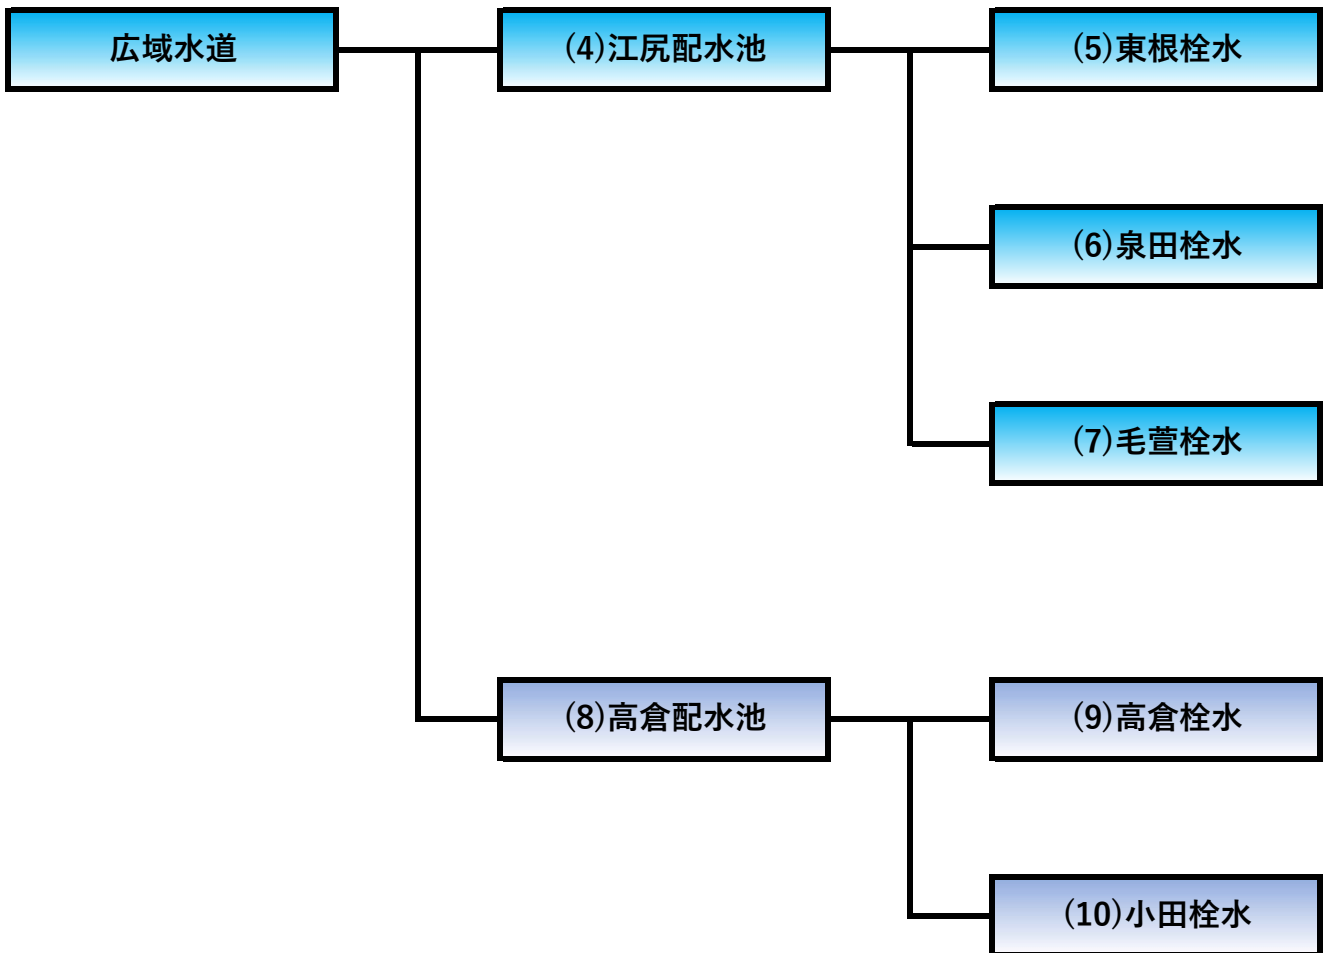 広域水道
(4)江尻配水池
(5)東根栓水
(6)泉田栓水
(7)毛萱栓水
(8)高倉配水池
(9)高倉栓水
(10)小田栓水